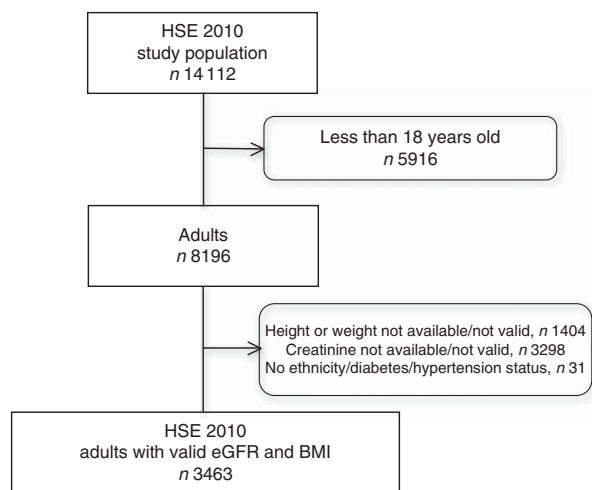 HSE 2010
study population
n 14 112
Less than 18 years old
n 5916
Adults
n 8196
Height or weight not available/not valid, n 1404
Creatinine not available/not valid, n 3298
No ethnicity/diabetes/hypertension status, n 31
HSE 2010
adults with valid eGFR and BMI
n 3463